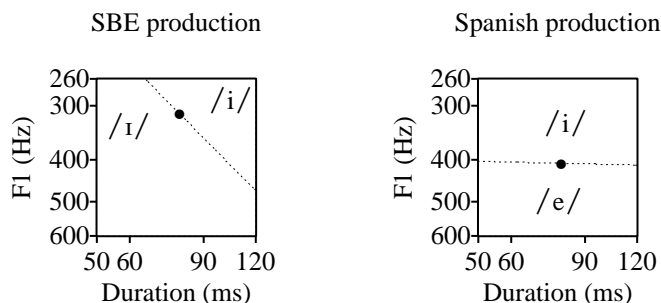 SBE production
260
300
400
500
600
F1 (Hz)
/ɪ/
/i/
50 60 90 120
Duration (ms)
Spanish production
260
300
400
500
600
F1 (Hz)
/i/
/e/
50 60 90 120
Duration (ms)